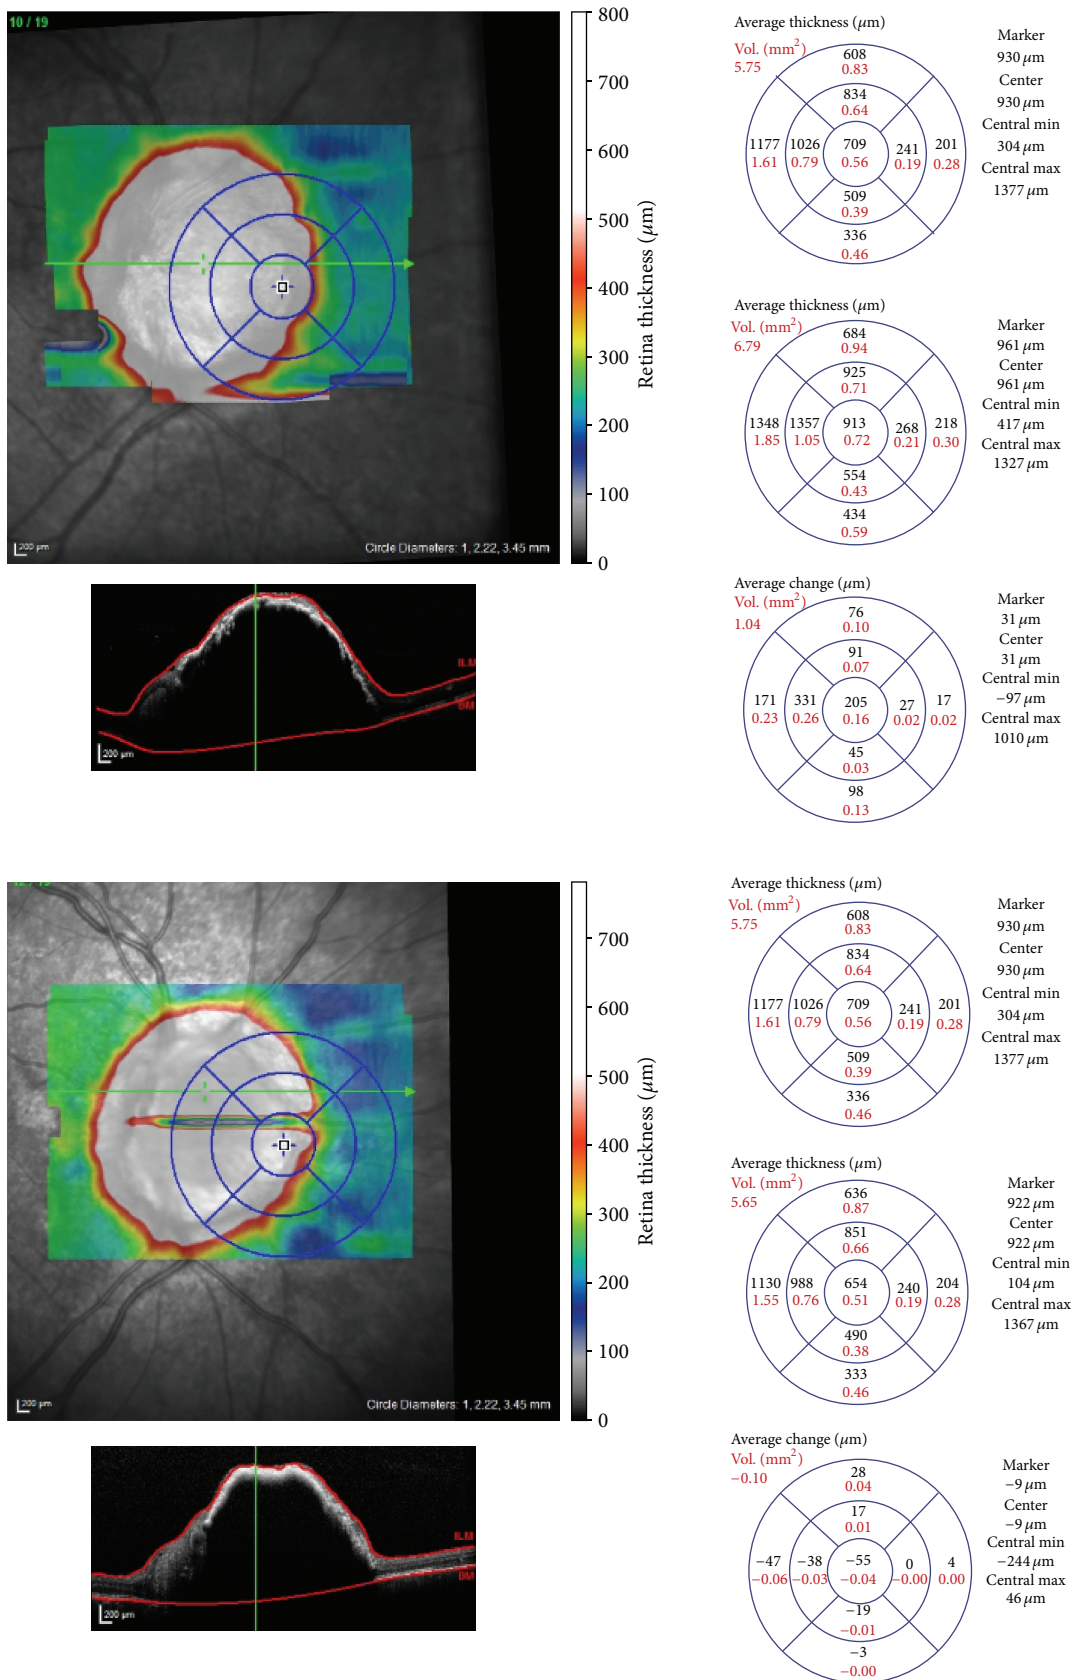 10 / 19
200 µm
Circle Diameters: 1, 2.22, 3.45 mm
800
700
600
500
400
300
200
100
0
Retina thickness (µm)
ILM
BM
200 µm
Average thickness (µm)
Vol. (mm²)
5.75
608
0.83
834
0.64
1177
1.61
1026
0.79
709
0.56
241
0.19
201
0.28
509
0.39
336
0.46
Marker
930 µm
Center
930 µm
Central min
304 µm
Central max
1377 µm
Average thickness (µm)
Vol. (mm²)
6.79
684
0.94
925
0.71
1348
1.85
1357
1.05
913
0.72
268
0.21
218
0.30
554
0.43
434
0.59
Marker
961 µm
Center
961 µm
Central min
417 µm
Central max
1327 µm
Average change (µm)
Vol. (mm²)
1.04
76
0.10
91
0.07
171
0.23
331
0.26
205
0.16
27
0.02
17
0.02
45
0.03
98
0.13
Marker
31 µm
Center
31 µm
Central min
−97 µm
Central max
1010 µm
200 µm
Circle Diameters: 1, 2.22, 3.45 mm
700
600
500
400
300
200
100
0
Retina thickness (µm)
ILM
BM
200 µm
Average thickness (µm)
Vol. (mm²)
5.75
608
0.83
834
0.64
1177
1.61
1026
0.79
709
0.56
241
0.19
201
0.28
509
0.39
336
0.46
Marker
930 µm
Center
930 µm
Central min
304 µm
Central max
1377 µm
Average thickness (µm)
Vol. (mm²)
5.65
636
0.87
851
0.66
1130
1.55
988
0.76
654
0.51
240
0.19
204
0.28
490
0.38
333
0.46
Marker
922 µm
Center
922 µm
Central min
104 µm
Central max
1367 µm
Average change (µm)
Vol. (mm²)
−0.10
28
0.04
17
0.01
−47
−0.06
−38
−0.03
−55
−0.04
0
−0.00
4
0.00
−19
−0.01
−3
−0.00
Marker
−9 µm
Center
−9 µm
Central min
−244 µm
Central max
46 µm